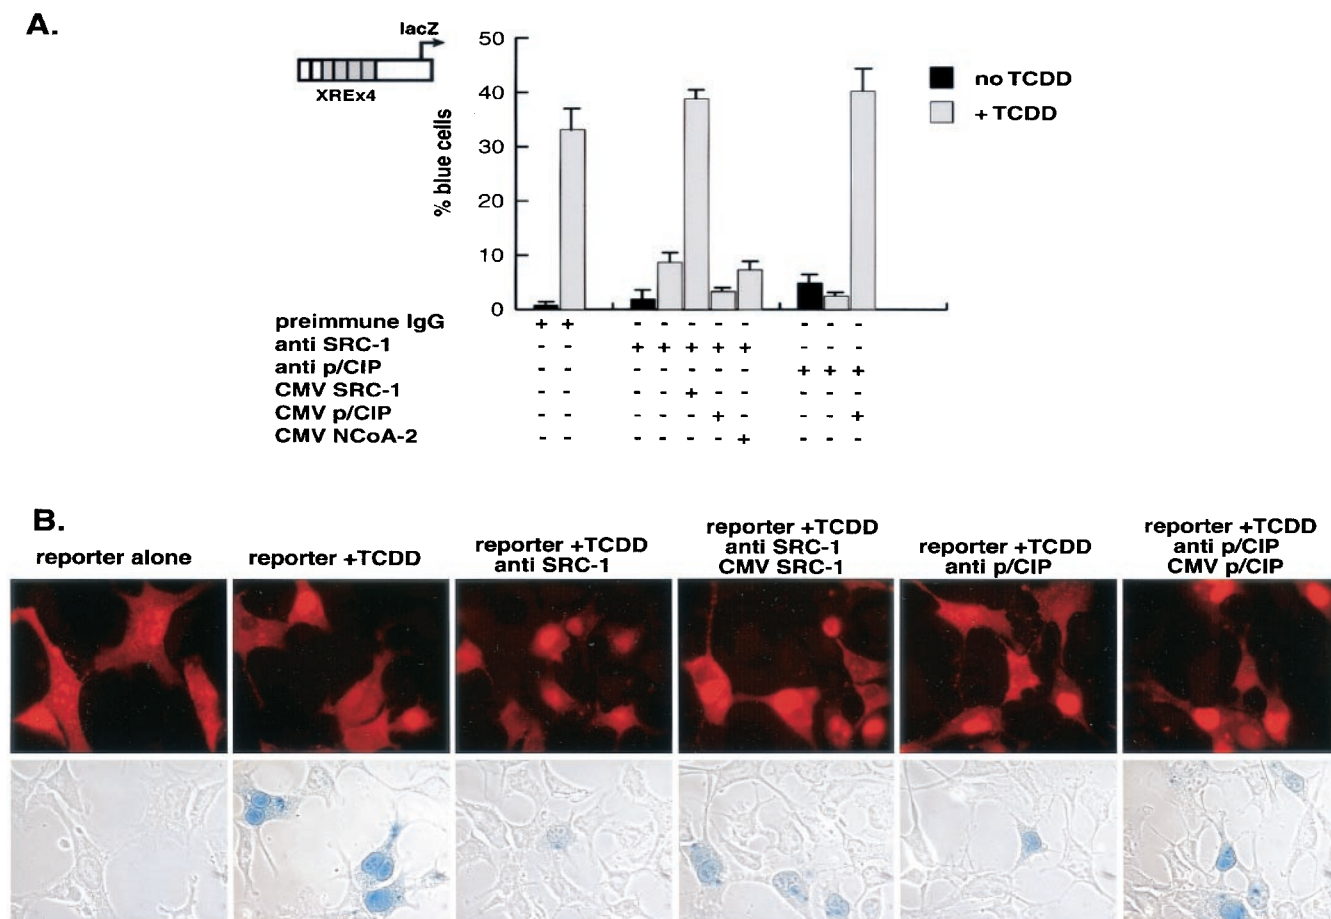 A.
lacZ
XREx4
% blue cells
50
40
30
20
10
0
no TCDD
+ TCDD
preimmune IgG + + - - - - - - - -
anti SRC-1 - - + + + + + - - -
anti p/CIP - - - - - - - + + +
CMV SRC-1 - - - - + - - - - -
CMV p/CIP - - - - - + - - - +
CMV NCoA-2 - - - - - - + - - -
B.
reporter alone
reporter +TCDD
reporter +TCDD
anti SRC-1
reporter +TCDD
anti SRC-1
CMV SRC-1
reporter +TCDD
anti p/CIP
reporter +TCDD
anti p/CIP
CMV p/CIP